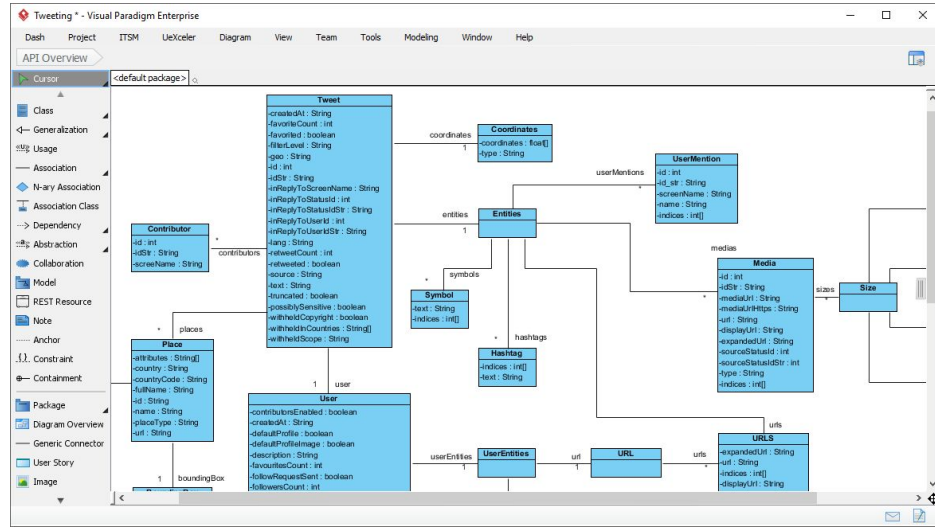 Tweeting * - Visual Paradigm Enterprise
Dash Project ITSM UeXceler Diagram View Team Tools Modeling Window Help
API Overview
Cursor
Class
Generalization
Usage
Association
N-ary Association
Association Class
Dependency
Abstraction
Collaboration
Model
REST Resource
Note
Anchor
Constraint
Containment
Package
Diagram Overview
Generic Connector
User Story
Image
<default package>
Tweet
-createdAt : String
-favoriteCount : int
-favorited : boolean
-filterLevel : String
-geo : String
-id : int
-idStr : String
-inReplyToScreenName : String
-inReplyToStatusId : int
-inReplyToStatusIdStr : String
-inReplyToUserId : int
-inReplyToUserIdStr : String
-lang : String
-retweetCount : int
-retweeted : boolean
-source : String
-text : String
-truncated : boolean
-possiblySensitive : boolean
-withheldCopyright : boolean
-withheldInCountries : String[]
-withheldScope : String
coordinates
1
Coordinates
-coordinates : float[]
-type : String
userMentions
*
UserMention
-id : int
-id_str : String
-screenName : String
-name : String
-indices : int[]
entities
1
Entities
Contributor
-id : int
-idStr : String
-screeName : String
*
contributors
symbols
*
Symbol
-text : String
-indices : int[]
hashtags
*
Hashtag
-indices : int[]
-text : String
medias
*
Media
-id : int
-idStr : String
-mediaUrl : String
-mediaUrlHttps : String
-url : String
-displayUrl : String
-expandedUrl : String
-sourceStatusId : int
-sourceStatusIdStr : int
-type : String
-indices : int[]
sizes
*
Size
* places
Place
-attributes : String[]
-country : String
-countryCode : String
-fullName : String
-id : String
-name : String
-placeType : String
-url : String
1 boundingBox
1 user
User
-contributorsEnabled : boolean
-createdAt : String
-defaultProfile : boolean
-defaultProfileImage : boolean
-description : String
-favouritesCount : int
-followRequestSent : boolean
-followersCount : int
userEntities
1
UserEntities
url
1
URL
urls
*
urls
URLS
-expandedUrl : String
-url : String
-indices : int[]
-displayUrl : String